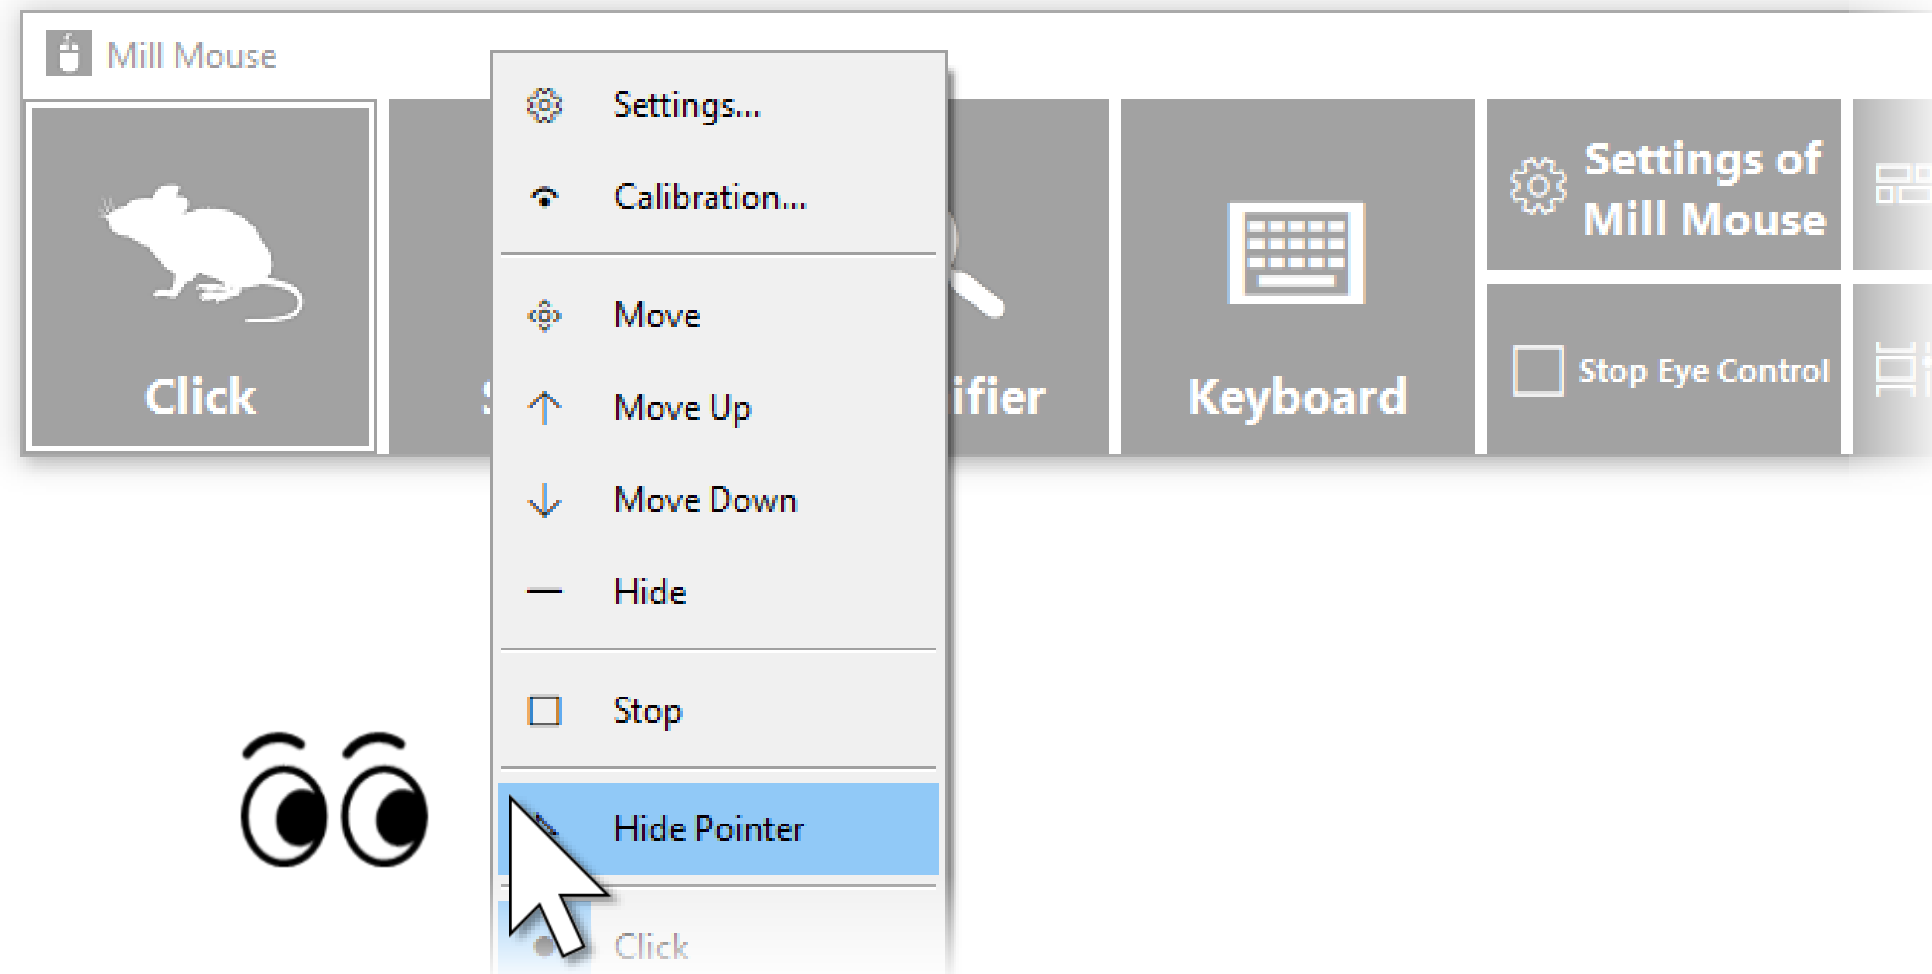 Mill Mouse
Settings...
Calibration...
Move
Move Up
Move Down
Hide
Stop
Hide Pointer
Click
Click
ifier
Keyboard
Settings of
Mill Mouse
Stop Eye Control